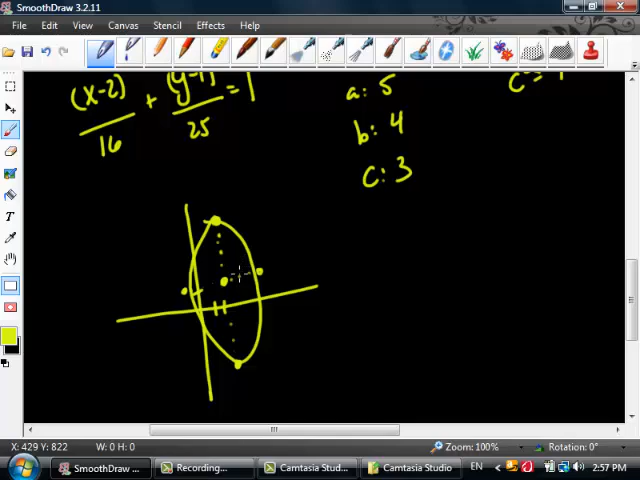 SmoothDraw 3.2.11
File Edit View Canvas Stencil Effects Help
(x-2) + (y-1) = 1
16 25
a: 5
b: 4
c: 3
X: 429 Y: 822 W: 0 H: 0 Zoom: 100% Rotation: 0°
SmoothDraw 3.2.11 Recording... Camtasia Stud... Camtasia Studio EN 2:57 PM